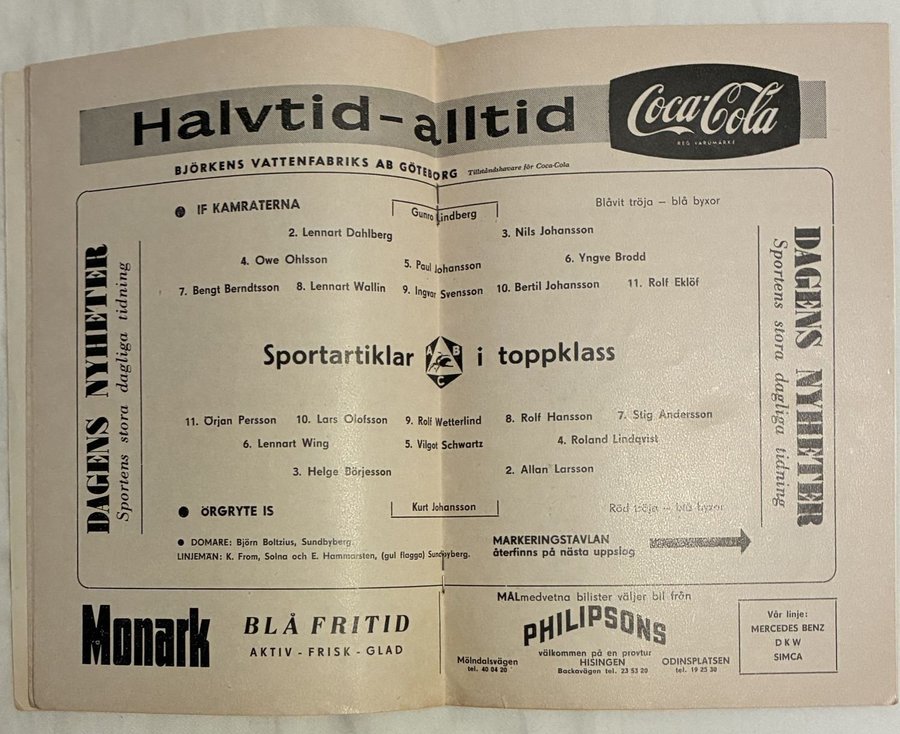 Halvtid-alltid
Coca-Cola
REG VARUMÄRKE
BJÖRKENS VATTENFABRIKS AB GÖTEBORG Tillståndshavare för Coca-Cola
● IF KAMRATERNA
Blåvit tröja — blå byxor
Gunro Lindberg
2. Lennart Dahlberg 3. Nils Johansson
4. Owe Ohlsson 5. Paul Johansson 6. Yngve Brodd
7. Bengt Berndtsson 8. Lennart Wallin 9. Ingvar Svensson 10. Bertil Johansson 11. Rolf Eklöf
DAGENS NYHETER
Sportens stora dagliga tidning
DAGENS NYHETER
Sportens stora dagliga tidning
Sportartiklar ABC i toppklass
11. Örjan Persson 10. Lars Olofsson 9. Rolf Wetterlind 8. Rolf Hansson 7. Stig Andersson
6. Lennart Wing 5. Vilgot Schwartz 4. Roland Lindqvist
3. Helge Börjesson 2. Allan Larsson
● ÖRGRYTE IS
Kurt Johansson
Röd tröja — blå byxor
● DOMARE: Björn Boltzius, Sundbyberg.
LINJEMÄN: K. From, Solna och E. Hammarsten, (gul flagga) Sundbyberg.
MARKERINGSTAVLAN
återfinns på nästa uppslag
Monark
BLÅ FRITID
AKTIV - FRISK - GLAD
MÅLmedvetna bilister väljer bil från
PHILIPSONS
välkommen på en provtur
Mölndalsvägen HISINGEN ODINSPLATSEN
tel. 40 04 20 Backavägen tel. 23 53 20 tel. 19 25 30
Vår linje:
MERCEDES BENZ
DKW
SIMCA